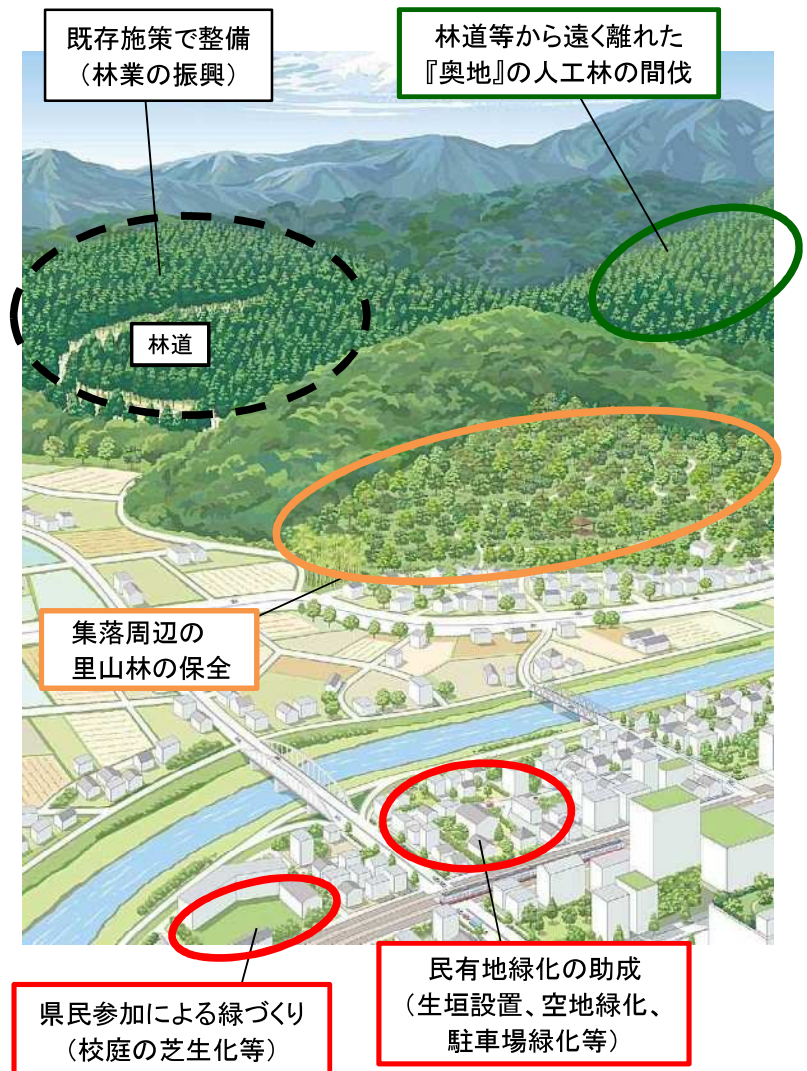 既存施策で整備
（林業の振興）
林道等から遠く離れた
『奥地』の人工林の間伐
林道
集落周辺の
里山林の保全
民有地緑化の助成
（生垣設置、空地緑化、
駐車場緑化等）
県民参加による緑づくり
（校庭の芝生化等）